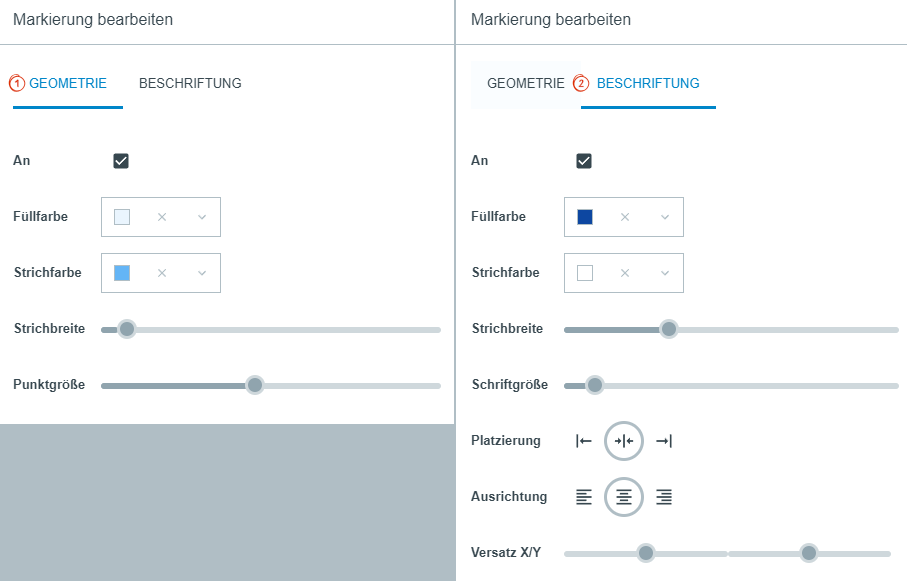 Markierung bearbeiten
1 GEOMETRIE BESCHRIFTUNG
An
Füllfarbe
Strichfarbe
Strichbreite
Punktgröße
Markierung bearbeiten
GEOMETRIE 2 BESCHRIFTUNG
An
Füllfarbe
Strichfarbe
Strichbreite
Schriftgröße
Platzierung
Ausrichtung
Versatz X/Y